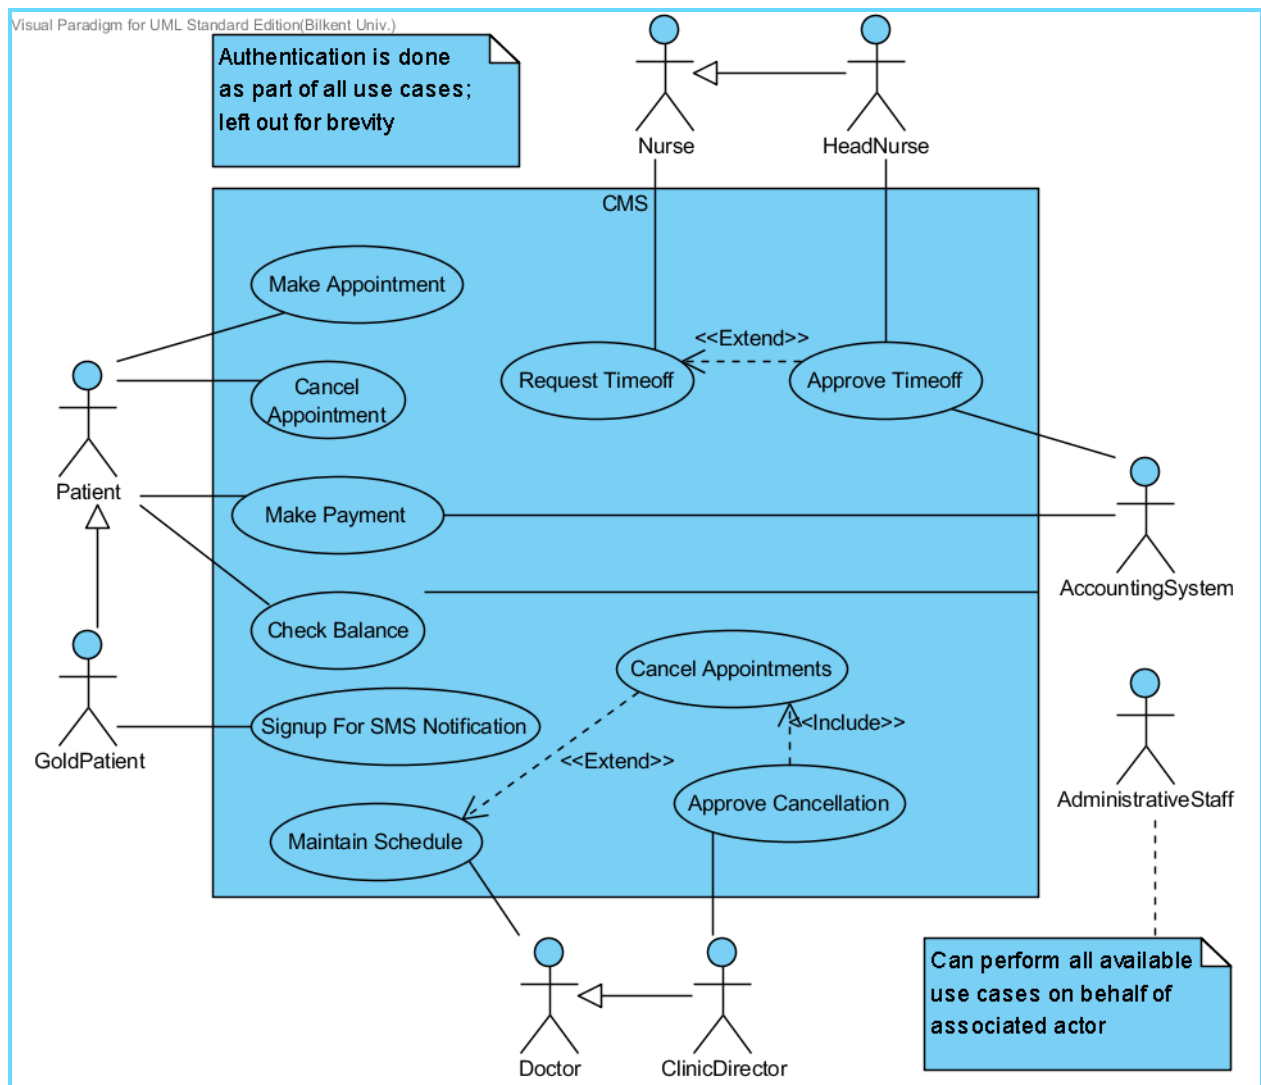 Visual Paradigm for UML Standard Edition(Bilkent Univ.)
Authentication is done
as part of all use cases;
left out for brevity
Nurse
HeadNurse
CMS
Make Appointment
<<Extend>>
Request Timeoff
Approve Timeoff
Cancel
Appointment
Patient
Make Payment
AccountingSystem
Check Balance
Cancel Appointments
Signup For SMS Notification
<<Include>>
GoldPatient
<<Extend>>
Approve Cancellation
AdministrativeStaff
Maintain Schedule
Can perform all available
use cases on behalf of
associated actor
Doctor
ClinicDirector